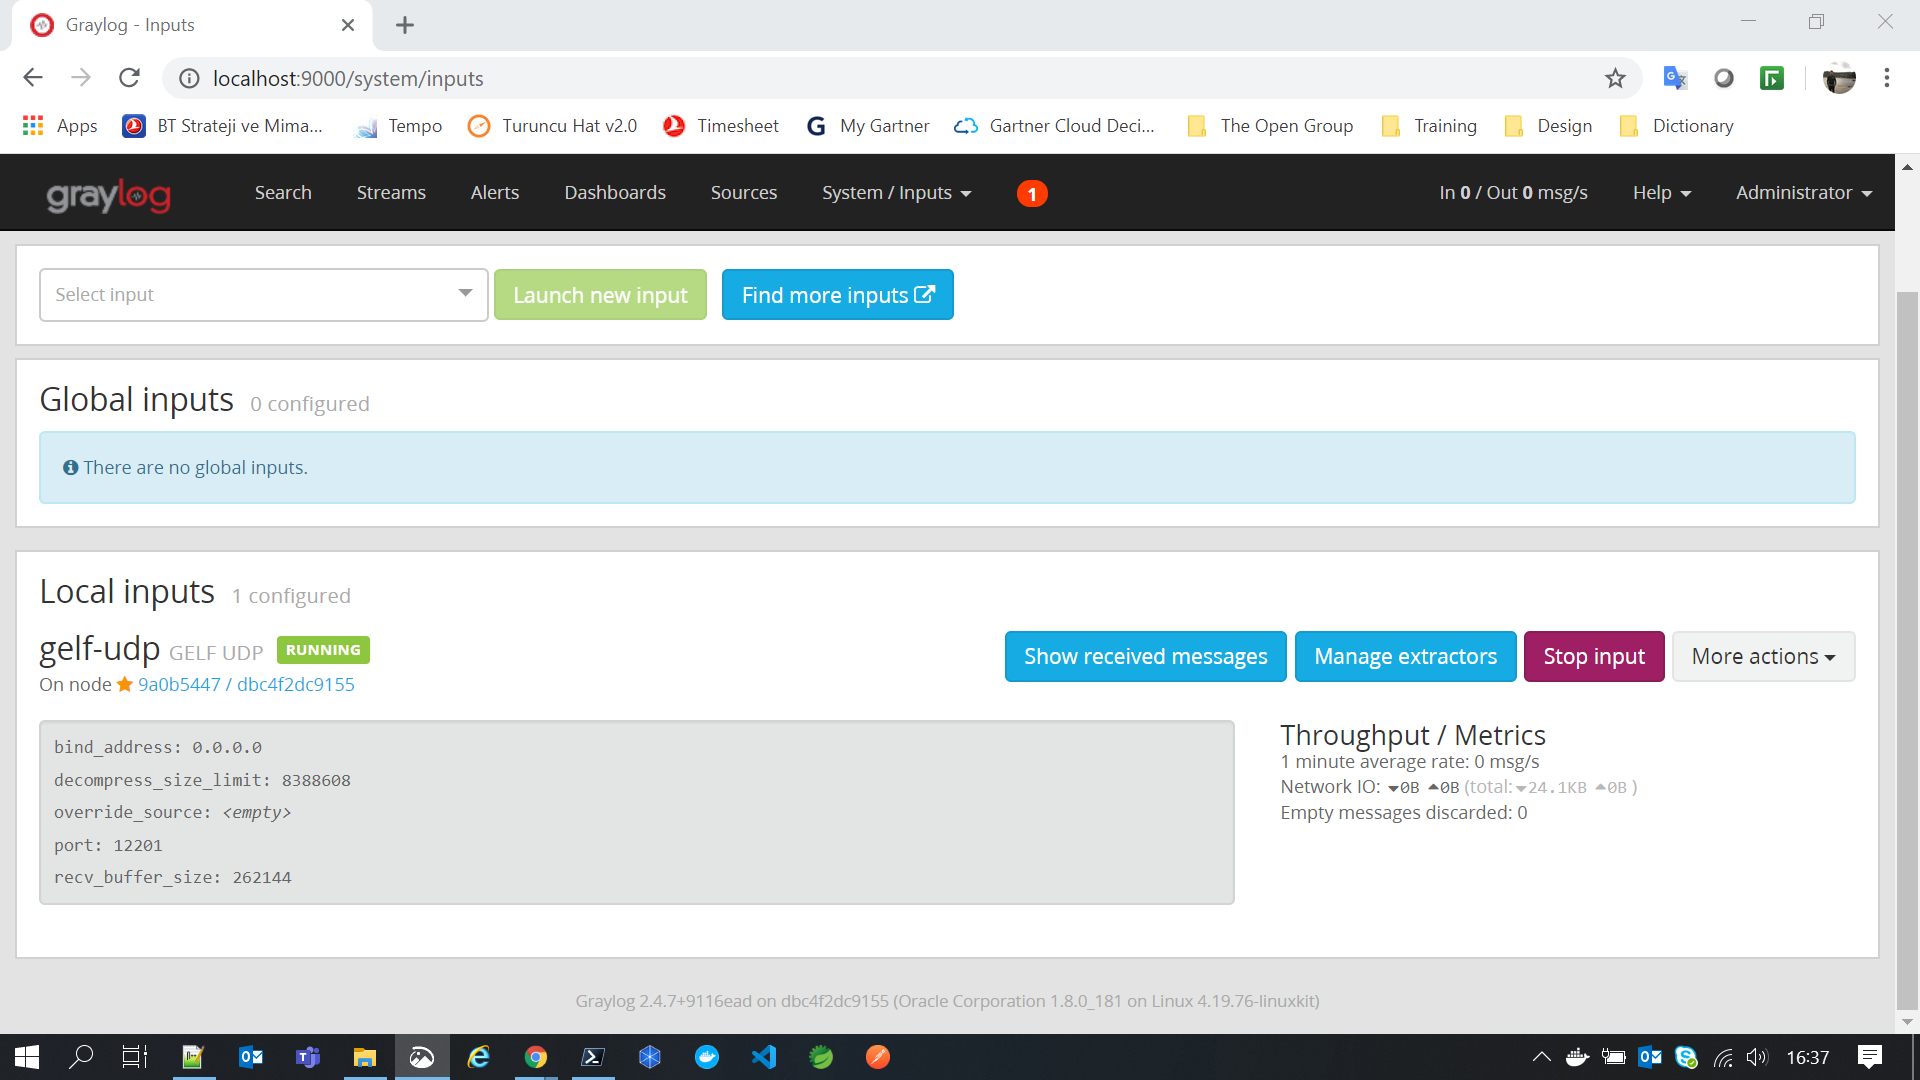 Graylog - Inputs
localhost:9000/system/inputs
Apps BT Strateji ve Mima... Tempo Turuncu Hat v2.0 Timesheet My Gartner Gartner Cloud Deci... The Open Group Training Design Dictionary
graylog Search Streams Alerts Dashboards Sources System / Inputs 1 In 0 / Out 0 msg/s Help Administrator
Select input Launch new input Find more inputs
Global inputs 0 configured
There are no global inputs.
Local inputs 1 configured
gelf-udp GELF UDP RUNNING Show received messages Manage extractors Stop input More actions
On node 9a0b5447 / dbc4f2dc9155
bind_address: 0.0.0.0
decompress_size_limit: 8388608
override_source: <empty>
port: 12201
recv_buffer_size: 262144
Throughput / Metrics
1 minute average rate: 0 msg/s
Network IO: 0B 0B (total: 24.1KB 0B )
Empty messages discarded: 0
Graylog 2.4.7+9116ead on dbc4f2dc9155 (Oracle Corporation 1.8.0_181 on Linux 4.19.76-linuxkit)
16:37